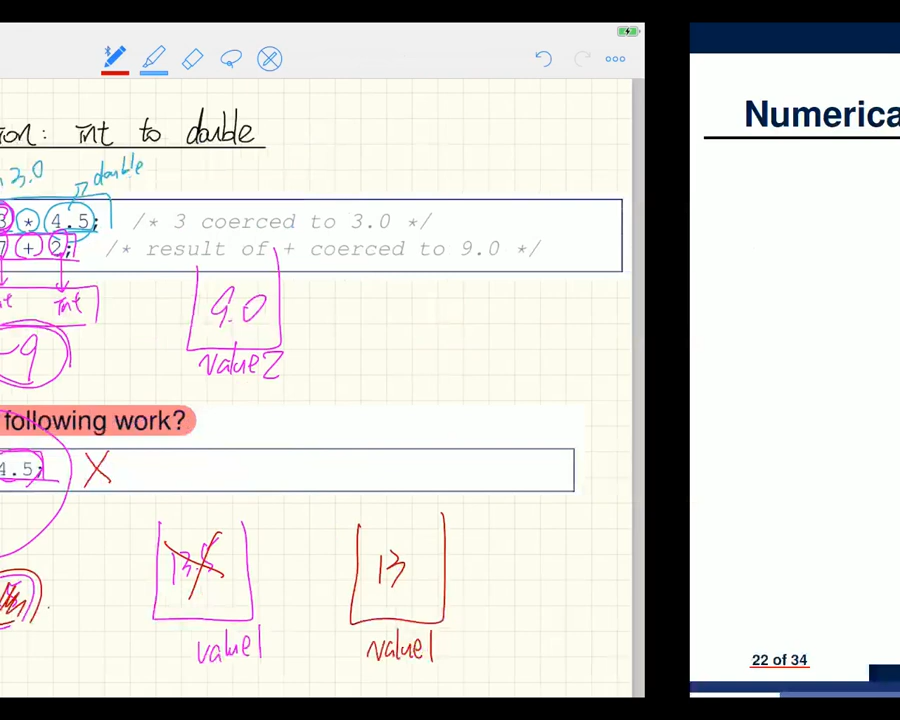 ion: int to double
3.0
double
3 * 4.5; /* 3 coerced to 3.0 */
7 + 2; /* result of + coerced to 9.0 */
int
9.0
9
value2
following work?
4.5; X
13.5
13
value1
value1
Numerica
22 of 34